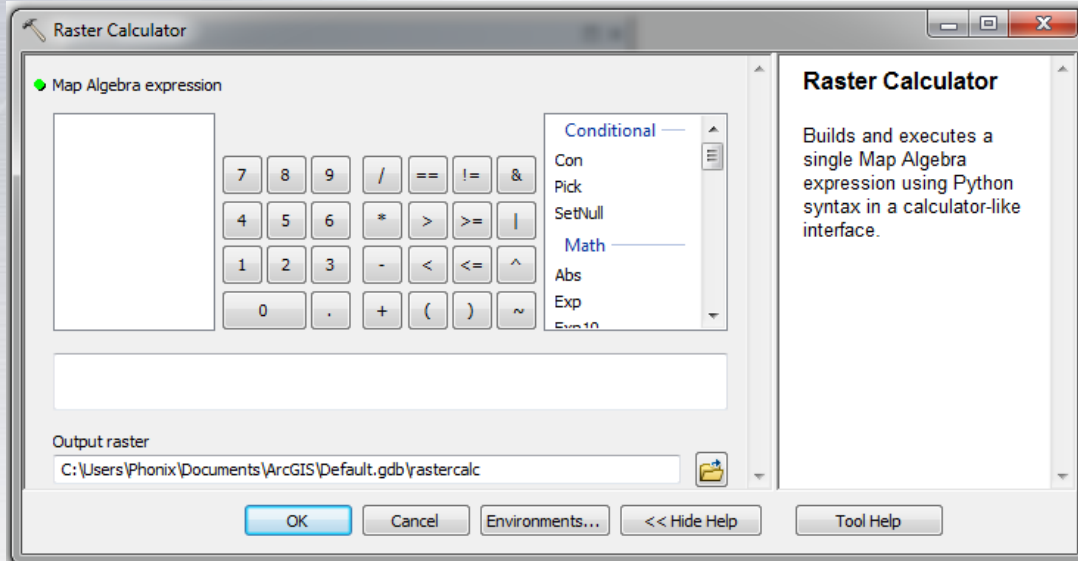 Raster Calculator
Map Algebra expression
7 8 9 / == != &
4 5 6 * > >= |
1 2 3 - < <= ^
0 . + ( ) ~
Conditional
Con
Pick
SetNull
Math
Abs
Exp
Exp10
Output raster
C:\Users\Phonix\Documents\ArcGIS\Default.gdb\rastercalc
OK Cancel Environments... << Hide Help Tool Help
Raster Calculator
Builds and executes a
single Map Algebra
expression using Python
syntax in a calculator-like
interface.